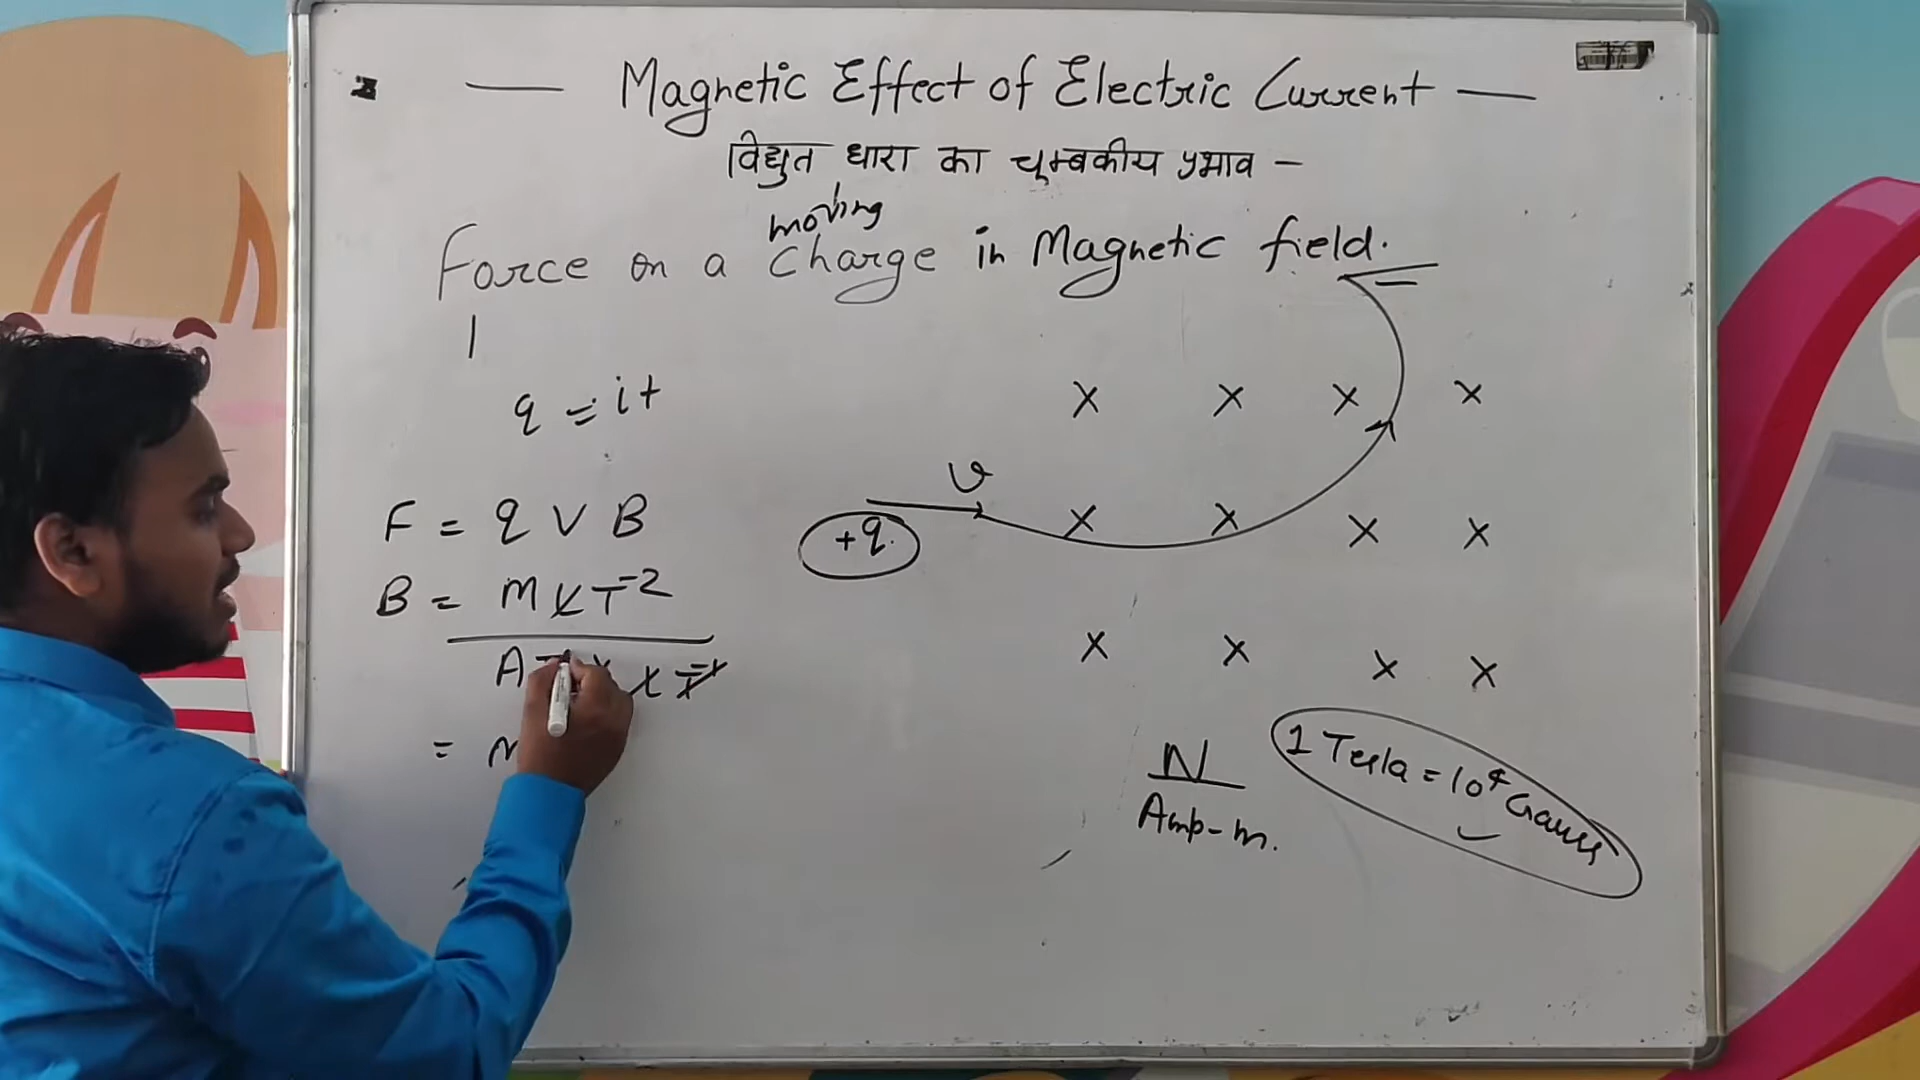 — Magnetic Effect of Electric Current —
विद्युत धारा का चूम्बकीय प्रभाव –
moving
Force on a charge in Magnetic field.
q = it
F = q v B
v
+q.
B = M L T⁻²
A
= M
x x x x
x x x x
x x x x
N
Amp-m.
1 Tesla = 10⁴ Gauss